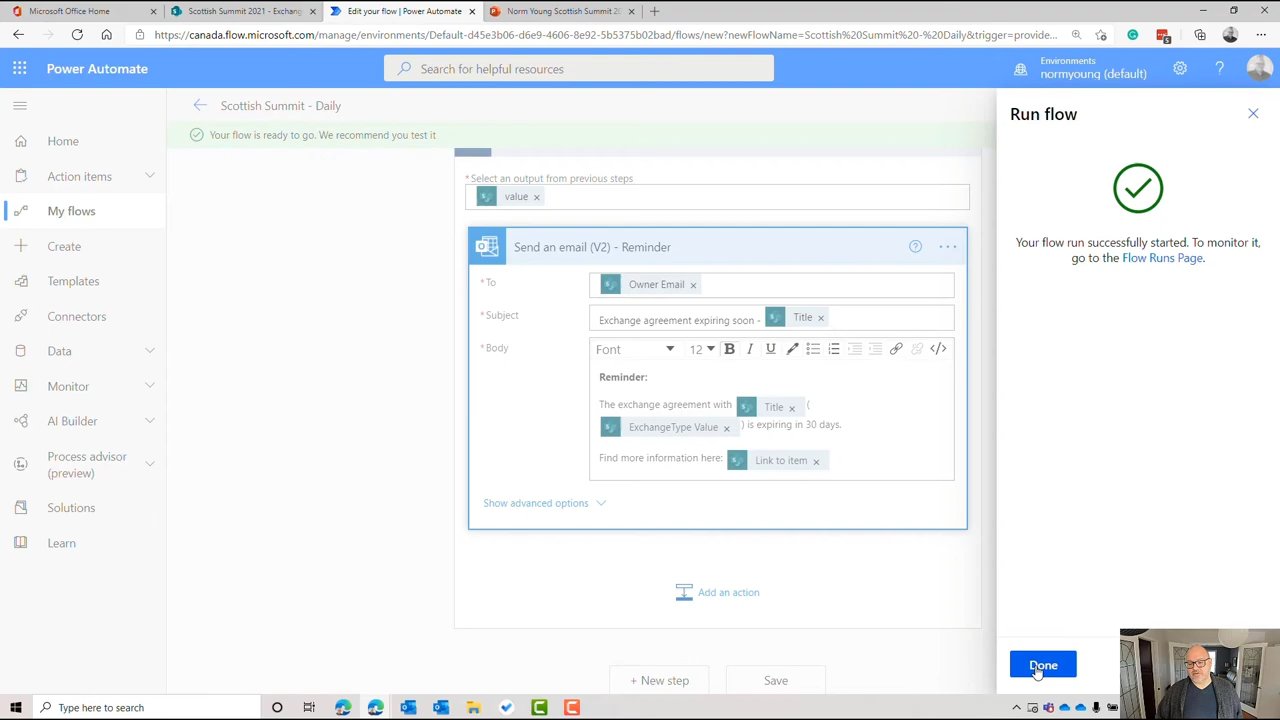 Microsoft Office Home
Scottish Summit 2021 - Exchan
Edit your flow | Power Automate
Norm Young Scottish Summit 20
https://canada.flow.microsoft.com/manage/environments/Default-d45e3b06-d6e9-4606-8e92-5b5375b02bad/flows/new?newFlowName=Scottish%20Summit%20-%20Daily&trigger=provide...
5
Power Automate
Search for helpful resources
Environments
normyoung (default)
Scottish Summit - Daily
Your flow is ready to go. We recommend you test it
Home
Action items
My flows
Create
Templates
Connectors
Data
Monitor
AI Builder
Process advisor
(preview)
Solutions
Learn
* Select an output from previous steps
value
Send an email (V2) - Reminder
* To
Owner Email
* Subject
Exchange agreement expiring soon - Title
* Body
Font 12 B I U </>
Reminder:
The exchange agreement with Title (
ExchangeType Value ) is expiring in 30 days.
Find more information here: Link to item
Show advanced options
Add an action
+ New step
Save
Run flow
Your flow run successfully started. To monitor it,
go to the Flow Runs Page.
Done
Type here to search